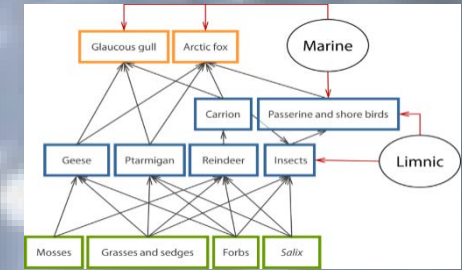 Glaucous gull
Arctic fox
Marine
Carrion
Passerine and shore birds
Geese
Ptarmigan
Reindeer
Insects
Limnic
Mosses
Grasses and sedges
Forbs
Salix